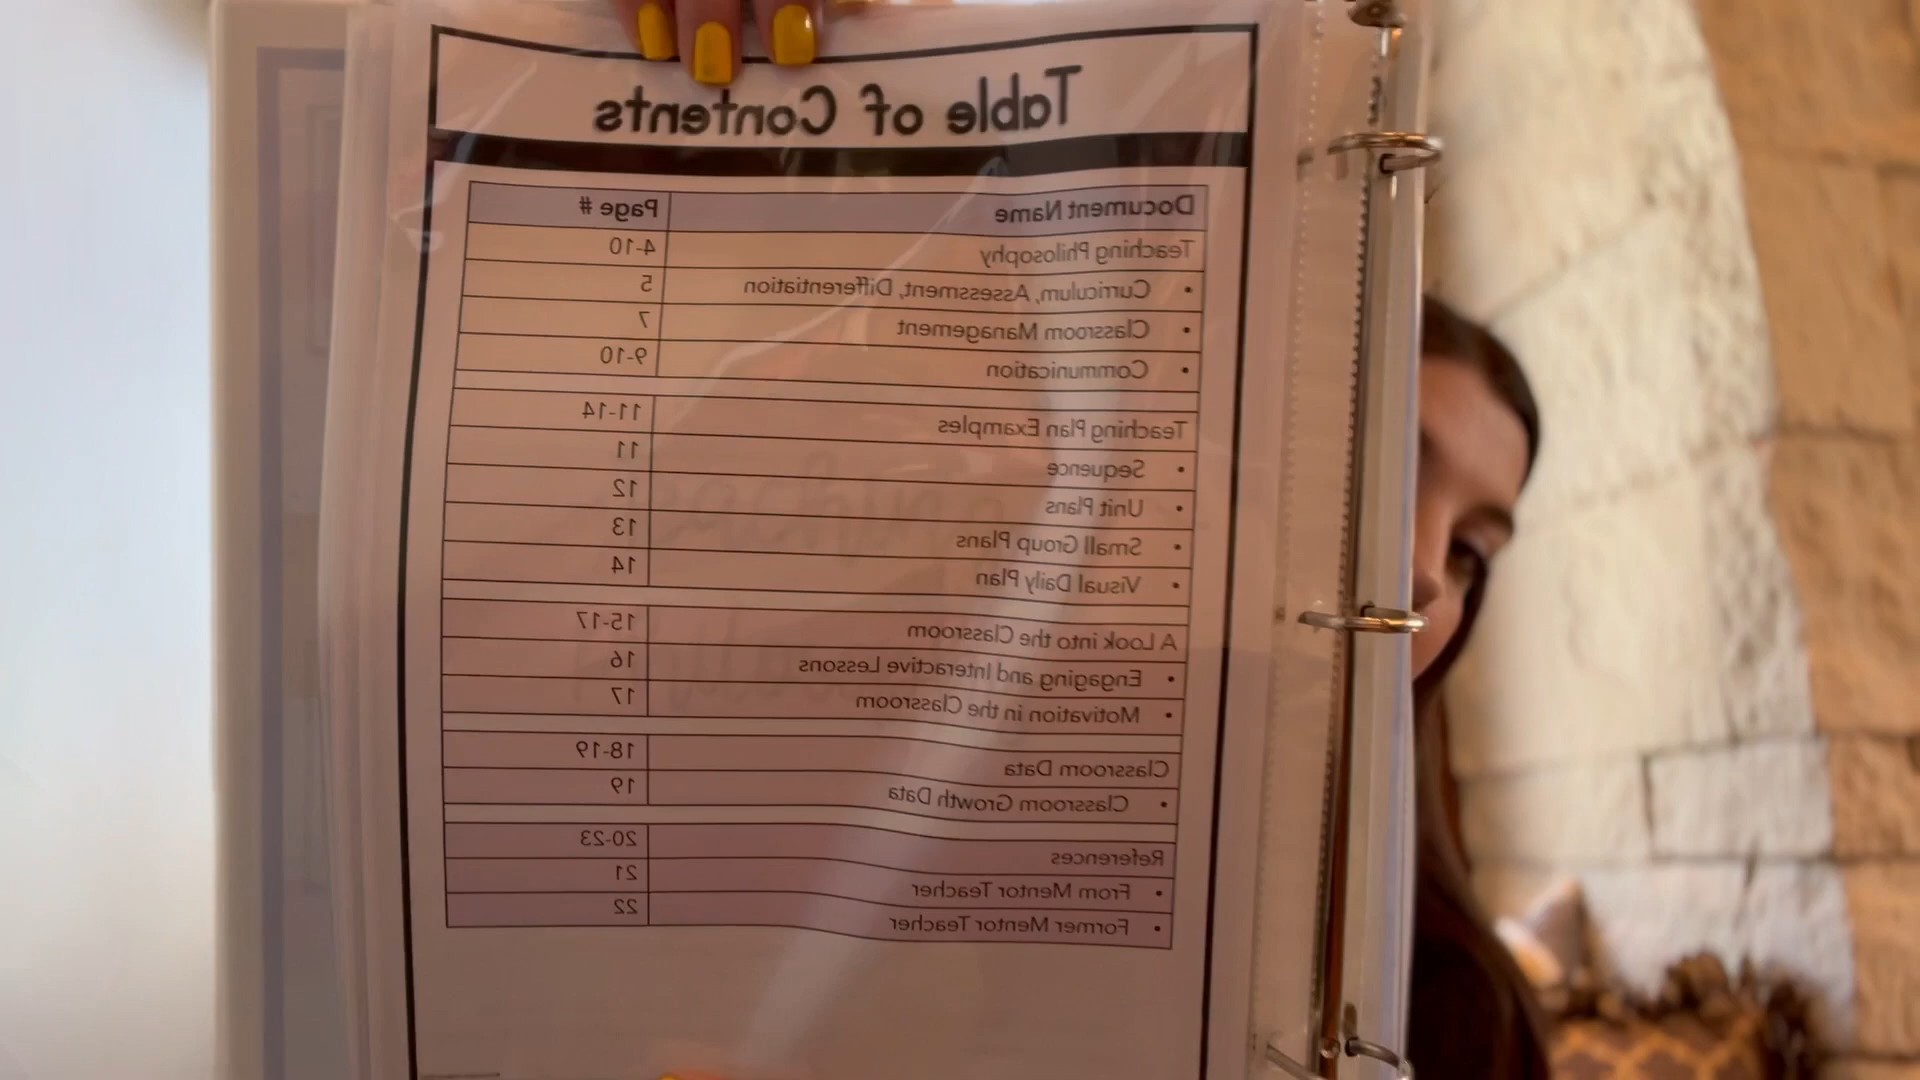 Table of Contents
Document Name Page #
Teaching Philosophy 4-10
• Curriculum, Assessment, Differentiation 5
• Classroom Management 7
• Communication 9-10
Teaching Plan Examples 11-14
• Sequence 11
• Unit Plans 12
• Small Group Plans 13
• Visual Daily Plan 14
A Look into the Classroom 15-17
• Engaging and Interactive Lessons 16
• Motivation in the Classroom 17
Classroom Data 18-19
• Classroom Growth Data 19
References 20-23
• From Mentor Teacher 21
• Former Mentor Teacher 22